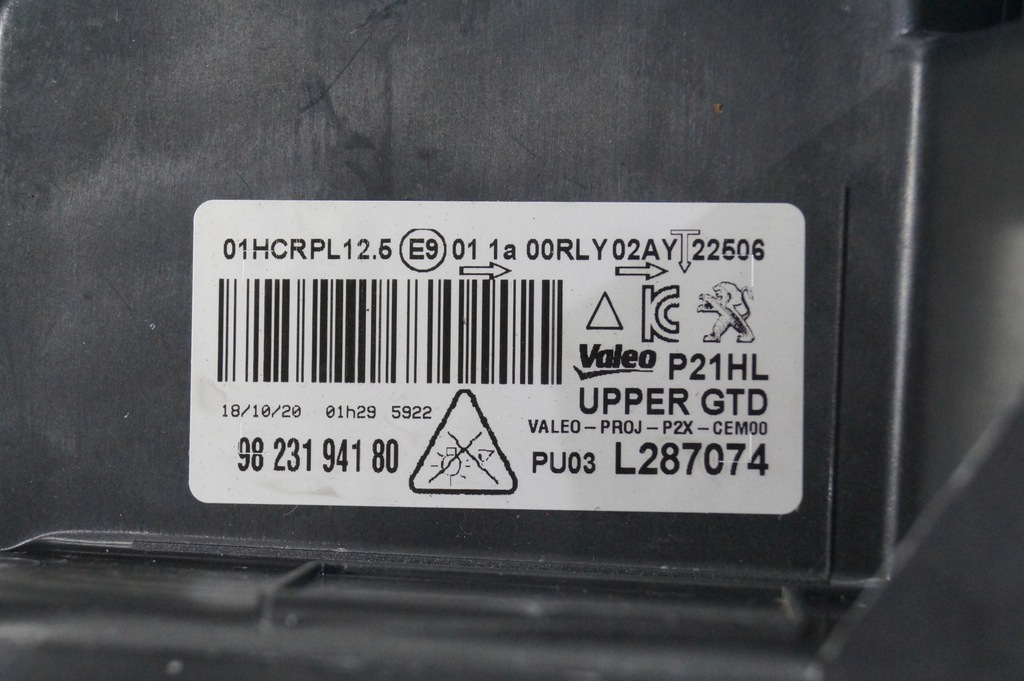 01HCRPL12.5 E9 01 1a 00RLY 02AY 22506
KC
Valeo P21HL
UPPER GTD
18/10/20 01h29 5922
VALEO-PROJ-P2X-CEM00
98 231 941 80
PU03 L287074